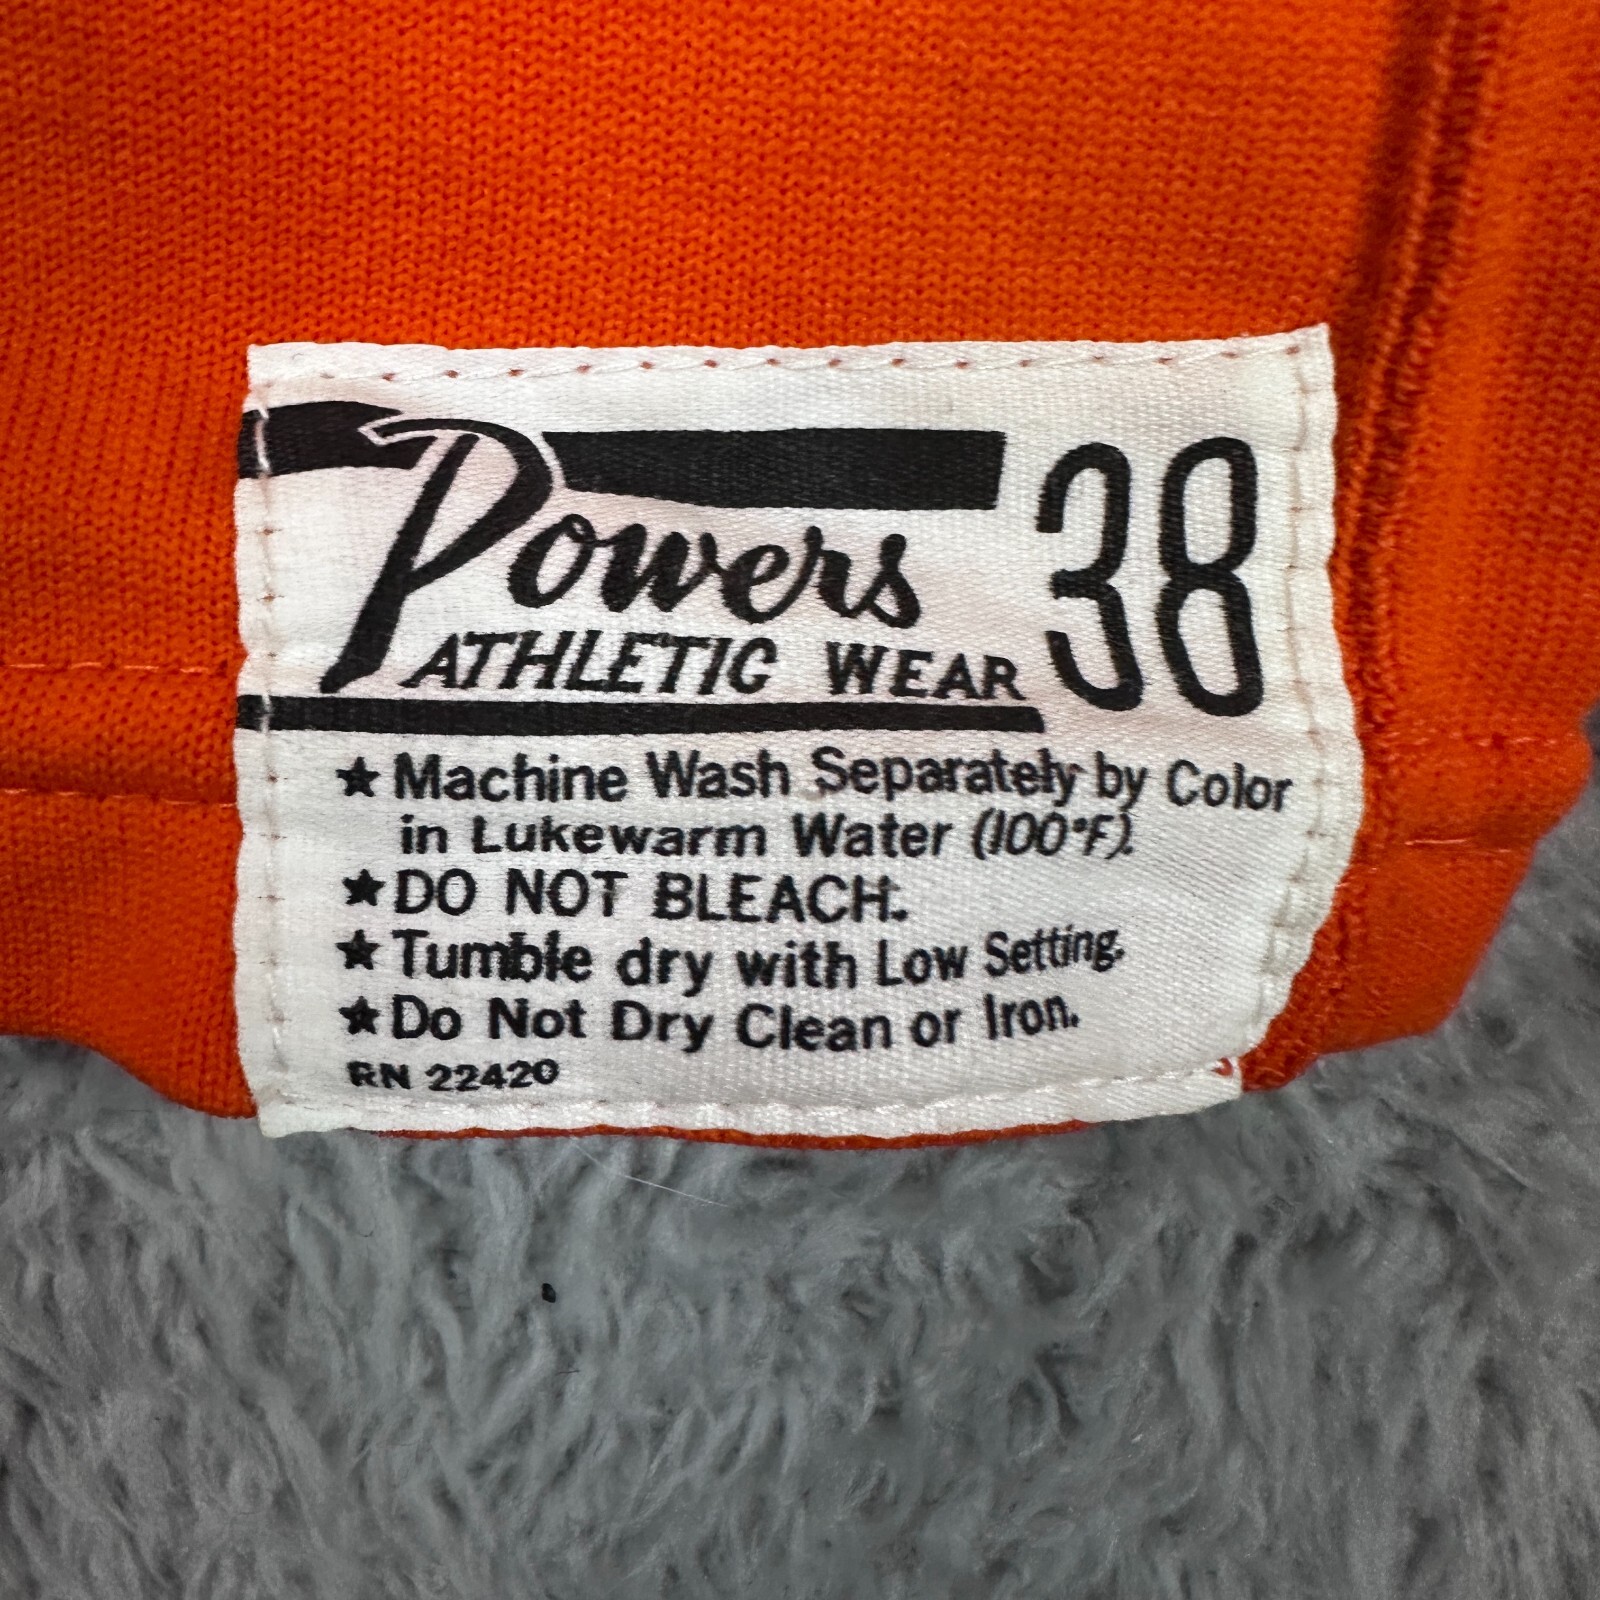 Powers 38
ATHLETIC WEAR
★ Machine Wash Separately by Color
in Lukewarm Water (100°F).
★ DO NOT BLEACH.
★ Tumble dry with Low Setting.
★ Do Not Dry Clean or Iron.
RN 22420